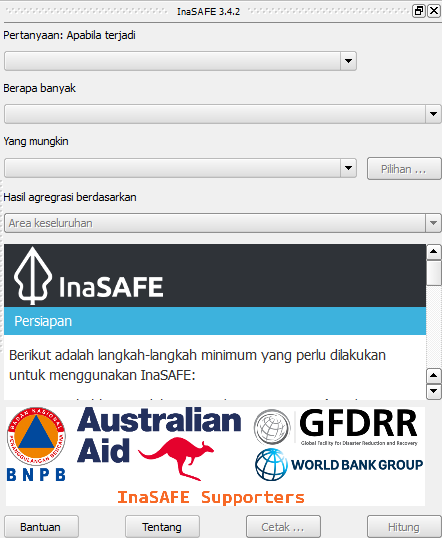 InaSAFE 3.4.2
Pertanyaan: Apabila terjadi
Berapa banyak
Yang mungkin
Pilihan ...
Hasil agregrasi berdasarkan
Area keseluruhan
InaSAFE
Persiapan
Berikut adalah langkah-langkah minimum yang perlu dilakukan
untuk menggunakan InaSAFE:
BADAN NASIONAL
PENANGGULANGAN BENCANA
BNPB
Australian
Aid
GFDRR
Global Facility for Disaster Reduction and Recovery
WORLD BANK GROUP
InaSAFE Supporters
Bantuan
Tentang
Cetak ...
Hitung